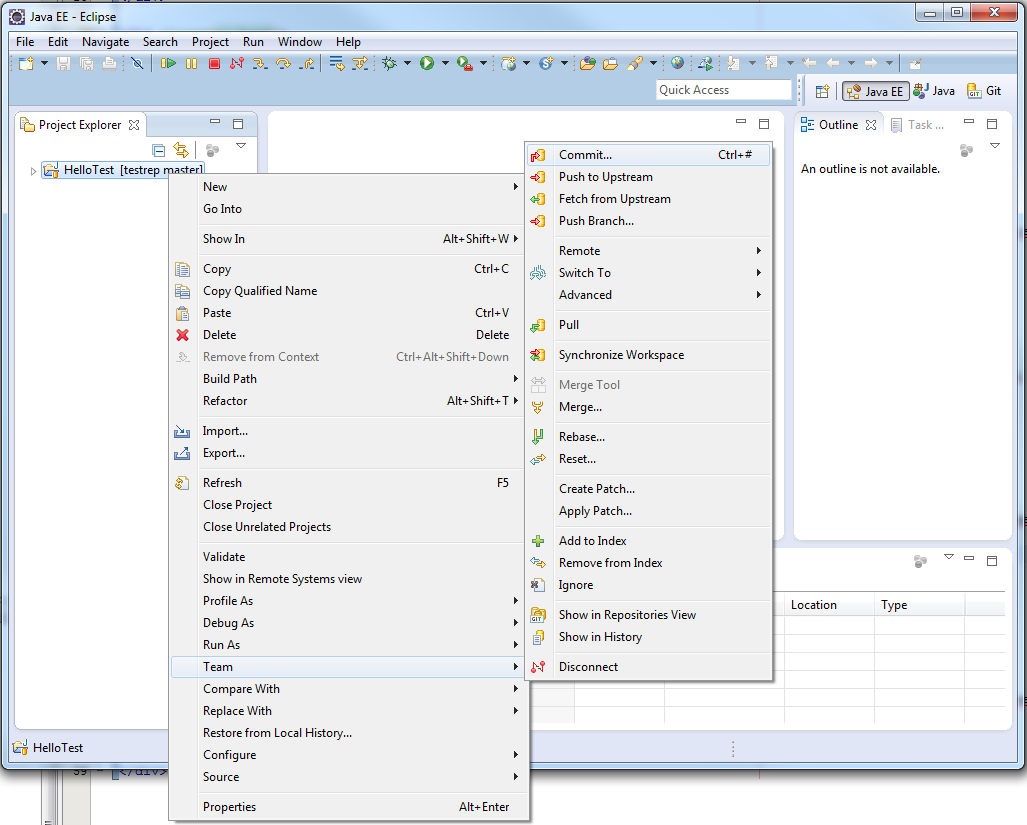 Java EE - Eclipse
File Edit Navigate Search Project Run Window Help
Quick Access
Java EE
Java
Git
Project Explorer
HelloTest [testrep master]
Outline
Task ...
An outline is not available.
New
Go Into
Show In Alt+Shift+W
Copy Ctrl+C
Copy Qualified Name
Paste Ctrl+V
Delete Delete
Remove from Context Ctrl+Alt+Shift+Down
Build Path
Refactor Alt+Shift+T
Import...
Export...
Refresh F5
Close Project
Close Unrelated Projects
Validate
Show in Remote Systems view
Profile As
Debug As
Run As
Team
Compare With
Replace With
Restore from Local History...
Configure
Source
Properties Alt+Enter
Commit... Ctrl+#
Push to Upstream
Fetch from Upstream
Push Branch...
Remote
Switch To
Advanced
Pull
Synchronize Workspace
Merge Tool
Merge...
Rebase...
Reset...
Create Patch...
Apply Patch...
Add to Index
Remove from Index
Ignore
Show in Repositories View
Show in History
Disconnect
Location Type
HelloTest
59 </div>